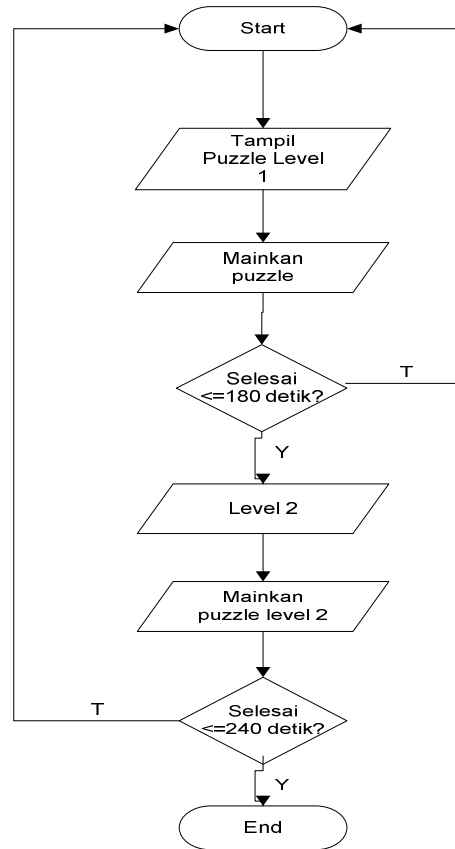 Start
Tampil
Puzzle Level
1
Mainkan
puzzle
Selesai
<=180 detik?
T
Y
Level 2
Mainkan
puzzle level 2
Selesai
<=240 detik?
T
Y
End